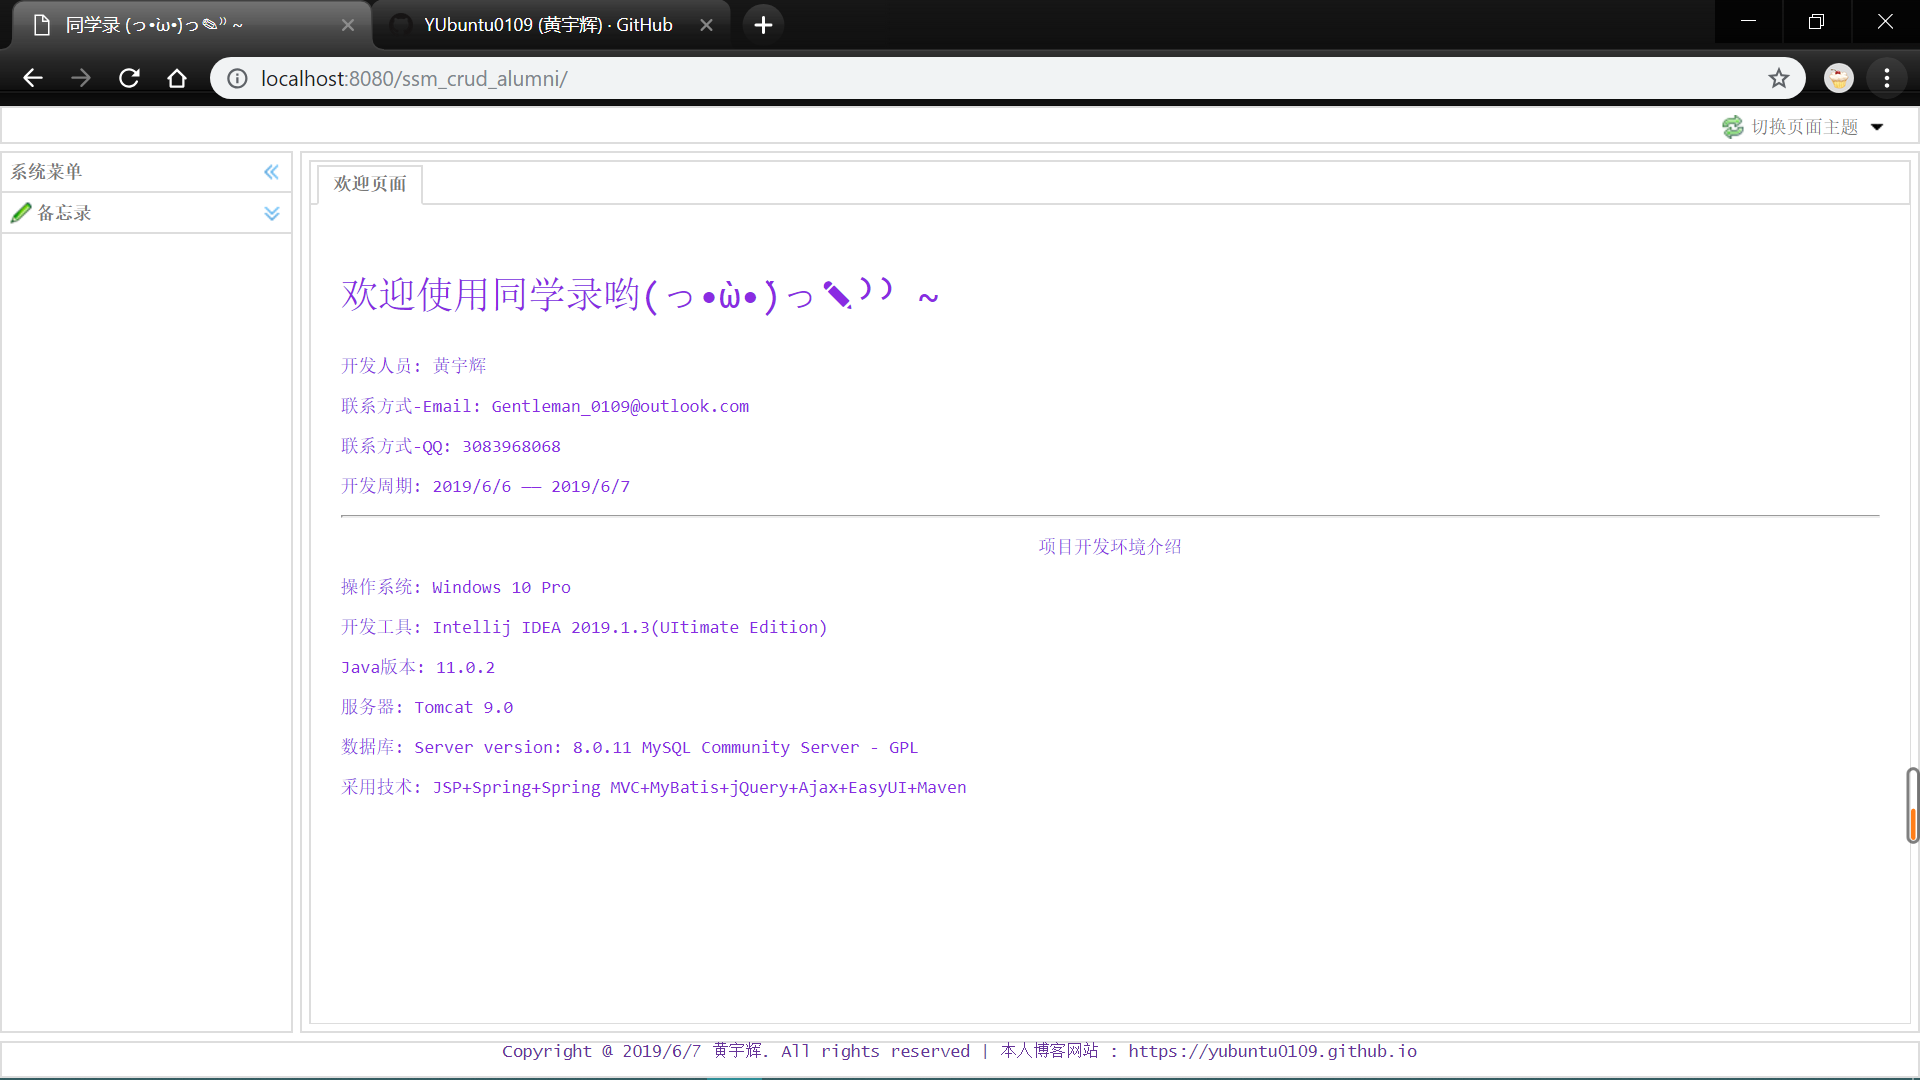 同学录 (っ•̀ω•́)っ✎⁾⁾ ~
YUbuntu0109 (黄宇辉) · GitHub
localhost:8080/ssm_crud_alumni/
切换页面主题
系统菜单
备忘录
欢迎页面
欢迎使用同学录哟(っ•̀ω•́)っ✎⁾⁾ ~
开发人员: 黄宇辉
联系方式-Email: Gentleman_0109@outlook.com
联系方式-QQ: 3083968068
开发周期: 2019/6/6 —— 2019/6/7
项目开发环境介绍
操作系统: Windows 10 Pro
开发工具: Intellij IDEA 2019.1.3(UItimate Edition)
Java版本: 11.0.2
服务器: Tomcat 9.0
数据库: Server version: 8.0.11 MySQL Community Server - GPL
采用技术: JSP+Spring+Spring MVC+MyBatis+jQuery+Ajax+EasyUI+Maven
Copyright @ 2019/6/7 黄宇辉. All rights reserved | 本人博客网站 : https://yubuntu0109.github.io